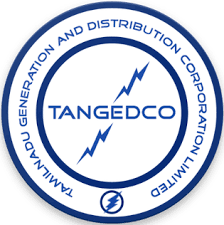 TAMILNADU GENERATION AND DISTRIBUTION CORPORATION LIMITED
TANGEDCO